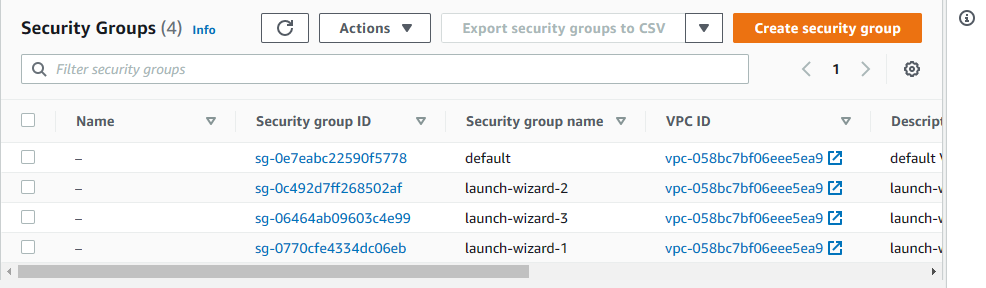 Security Groups (4) Info Actions Export security groups to CSV Create security group
Filter security groups 1
Name Security group ID Security group name VPC ID Descript
– sg-0e7eabc22590f5778 default vpc-058bc7bf06eee5ea9 default V
– sg-0c492d7ff268502af launch-wizard-2 vpc-058bc7bf06eee5ea9 launch-w
– sg-06464ab09603c4e99 launch-wizard-3 vpc-058bc7bf06eee5ea9 launch-w
– sg-0770cfe4334dc06eb launch-wizard-1 vpc-058bc7bf06eee5ea9 launch-w